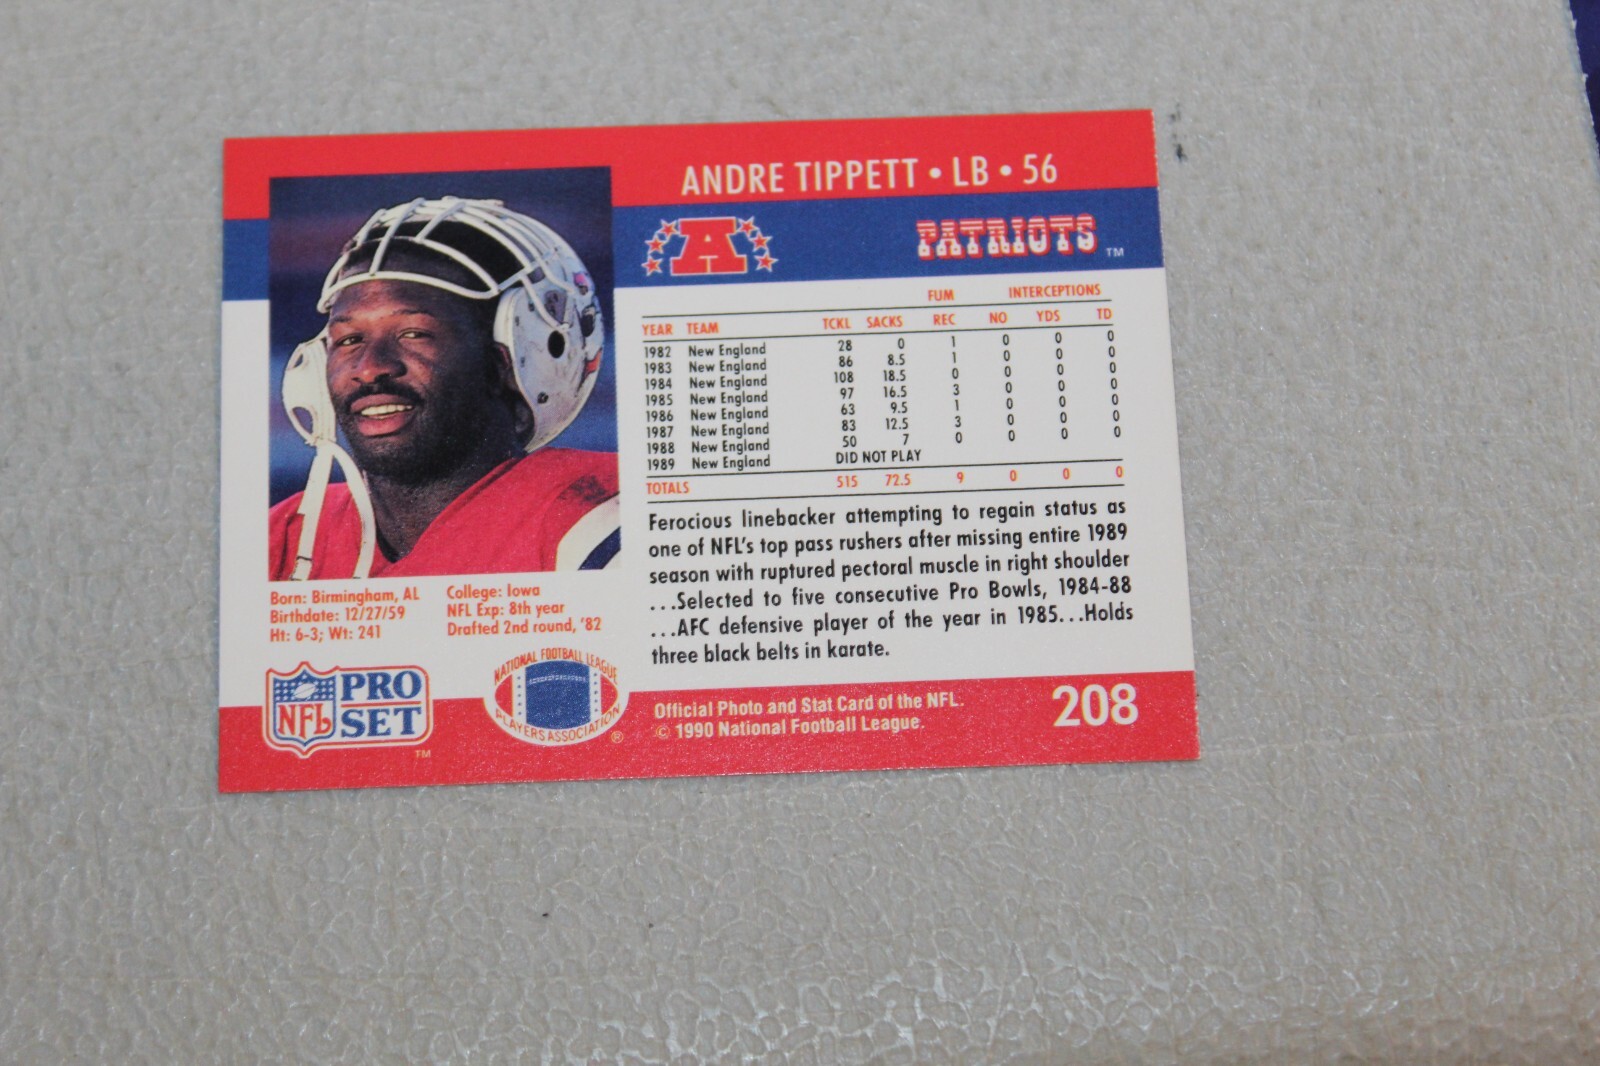 ANDRE TIPPETT • LB • 56
A PATRIOTS™
FUM INTERCEPTIONS
YEAR TEAM TCKL SACKS REC NO YDS TD
1982 New England 28 0 1 0 0 0
1983 New England 86 8.5 1 0 0 0
1984 New England 108 18.5 0 0 0 0
1985 New England 97 16.5 3 0 0 0
1986 New England 63 9.5 1 0 0 0
1987 New England 83 12.5 3 0 0 0
1988 New England 50 7 0 0 0 0
1989 New England DID NOT PLAY
TOTALS 515 72.5 9 0 0 0
Ferocious linebacker attempting to regain status as
one of NFL's top pass rushers after missing entire 1989
season with ruptured pectoral muscle in right shoulder
...Selected to five consecutive Pro Bowls, 1984-88
...AFC defensive player of the year in 1985...Holds
three black belts in karate.
Born: Birmingham, AL
Birthdate: 12/27/59
Ht: 6-3; Wt: 241
College: Iowa
NFL Exp: 8th year
Drafted 2nd round, '82
NFL PRO
SET™
NATIONAL FOOTBALL LEAGUE
PLAYERS ASSOCIATION®
Official Photo and Stat Card of the NFL.
© 1990 National Football League.
208